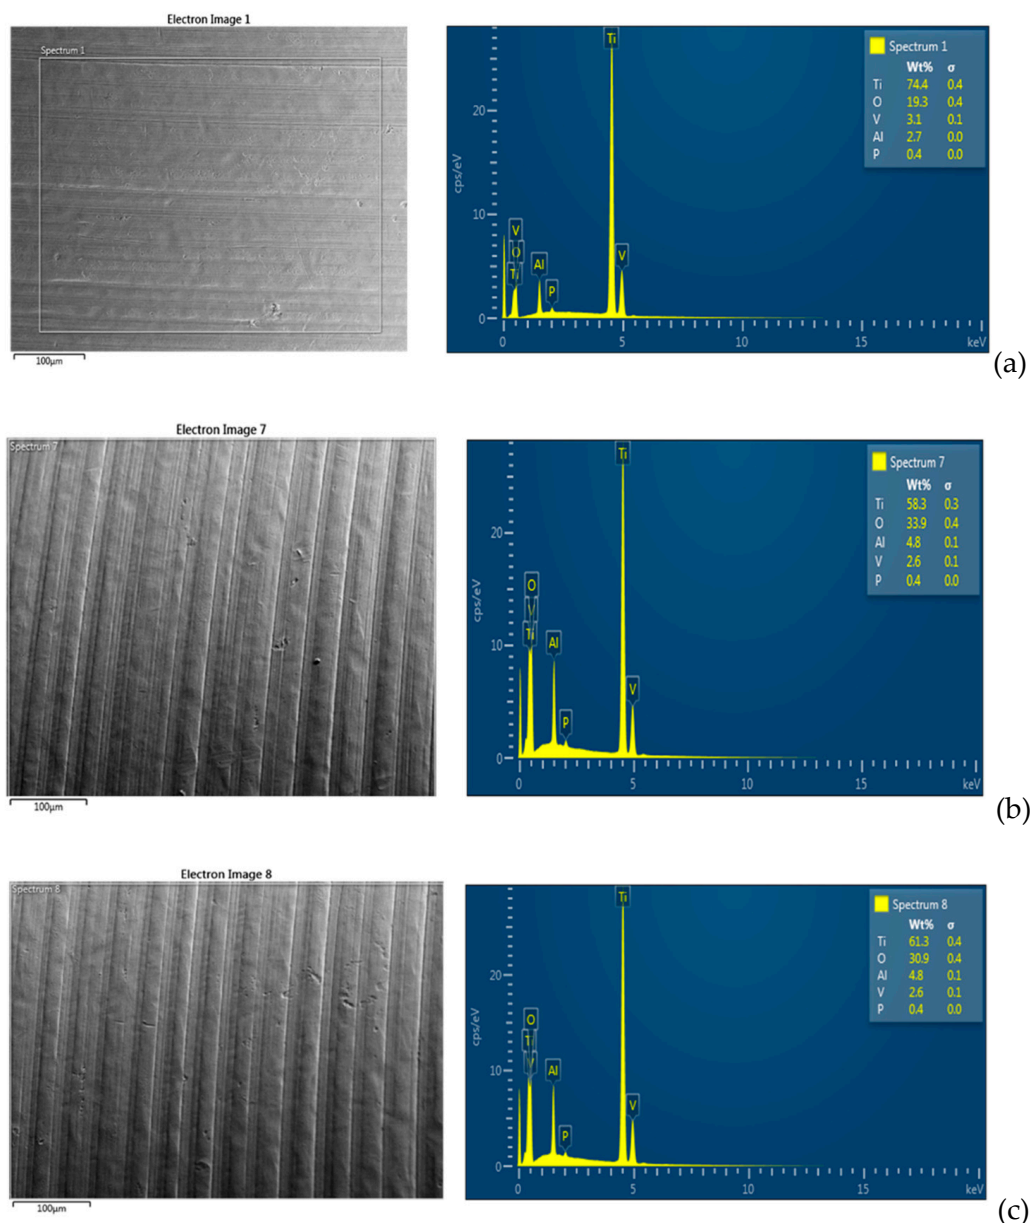 Electron Image 1
Spectrum 1
100μm
cps/eV
20
10
0
Ti
V
O
Ti
Al
P
V
0 5 10 15 keV
Spectrum 1
Wt% σ
Ti 74.4 0.4
O 19.3 0.4
V 3.1 0.1
Al 2.7 0.0
P 0.4 0.0
(a)
Electron Image 7
Spectrum 7
100μm
cps/eV
20
10
0
Ti
O
V
Ti
Al
P
V
0 5 10 15 keV
Spectrum 7
Wt% σ
Ti 58.3 0.3
O 33.9 0.4
Al 4.8 0.1
V 2.6 0.1
P 0.4 0.0
(b)
Electron Image 8
Spectrum 8
100μm
cps/eV
20
10
0
Ti
O
Ti
V
Al
P
V
0 5 10 15 keV
Spectrum 8
Wt% σ
Ti 61.3 0.4
O 30.9 0.4
Al 4.8 0.1
V 2.6 0.1
P 0.4 0.0
(c)